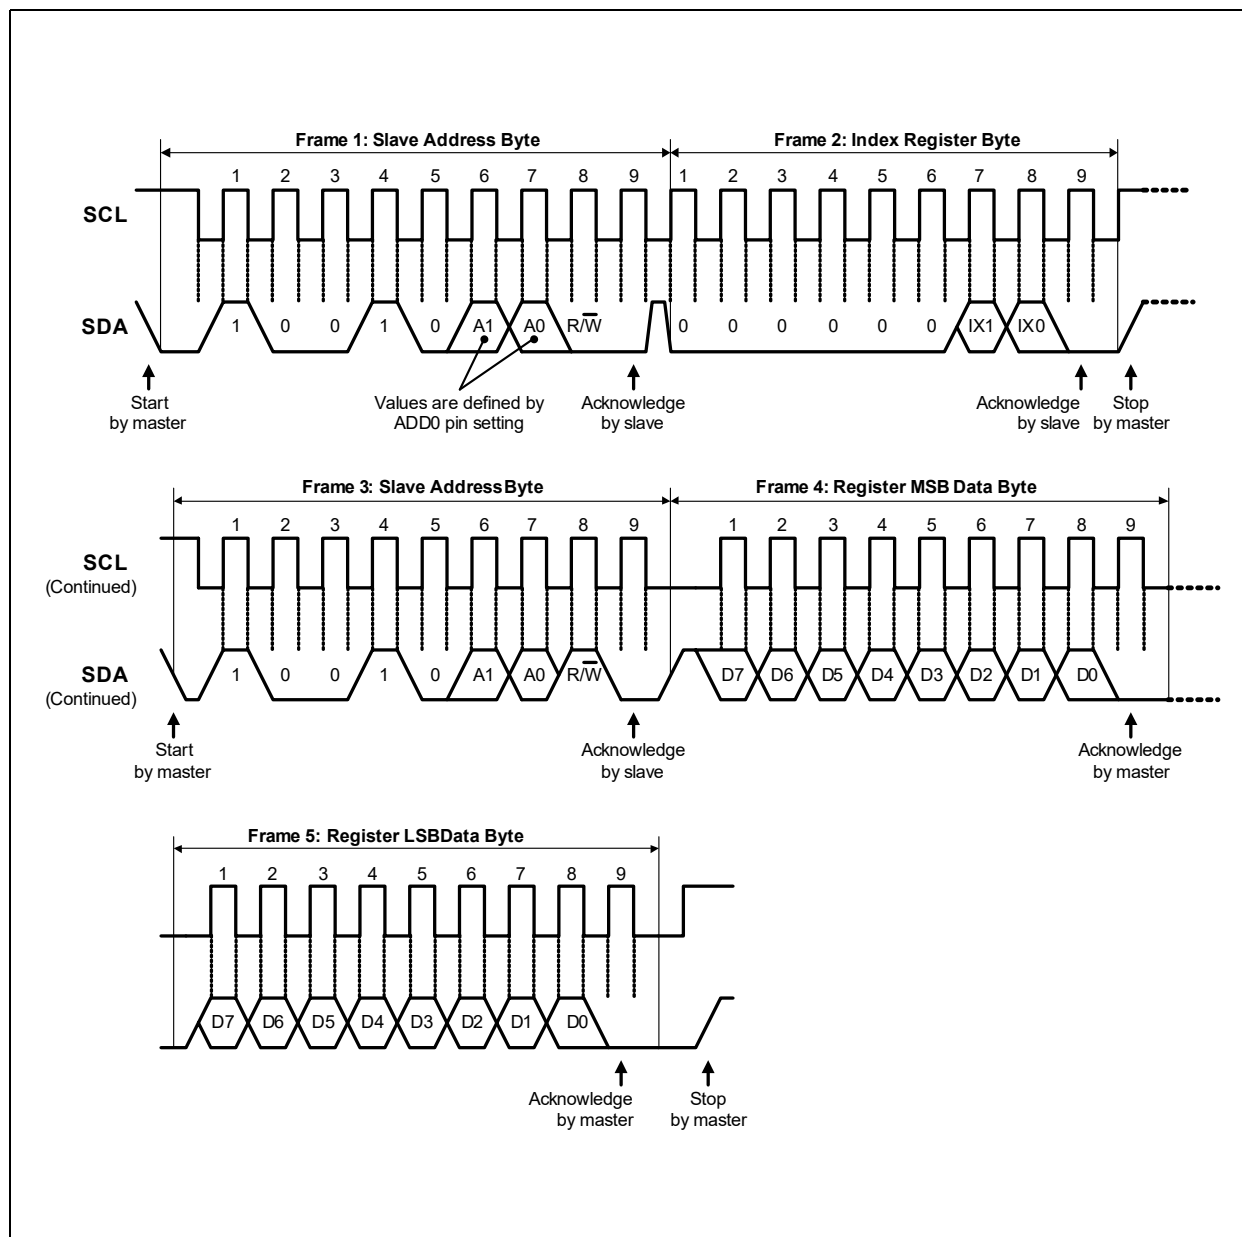 Frame 1: Slave Address Byte Frame 2: Index Register Byte
1 2 3 4 5 6 7 8 9 1 2 3 4 5 6 7 8 9
SCL
SDA 1 0 0 1 0 A1 A0 R/W̅ 0 0 0 0 0 0 IX1 IX0
Start by master
Values are defined by ADD0 pin setting
Acknowledge by slave
Acknowledge by slave
Stop by master
Frame 3: Slave Address Byte Frame 4: Register MSB Data Byte
1 2 3 4 5 6 7 8 9 1 2 3 4 5 6 7 8 9
SCL
(Continued)
SDA 1 0 0 1 0 A1 A0 R/W̅ D7 D6 D5 D4 D3 D2 D1 D0
(Continued)
Start by master
Acknowledge by slave
Acknowledge by master
Frame 5: Register LSB Data Byte
1 2 3 4 5 6 7 8 9
D7 D6 D5 D4 D3 D2 D1 D0
Acknowledge by master
Stop by master